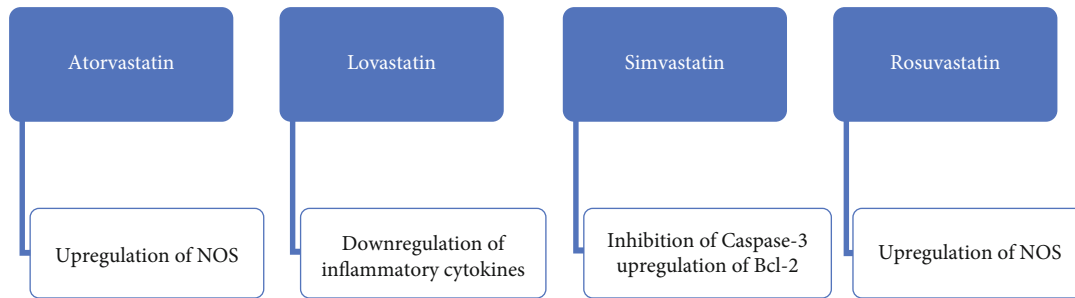 Atorvastatin
Lovastatin
Simvastatin
Rosuvastatin
Upregulation of NOS
Downregulation of
inflammatory cytokines
Inhibition of Caspase-3
upregulation of Bcl-2
Upregulation of NOS